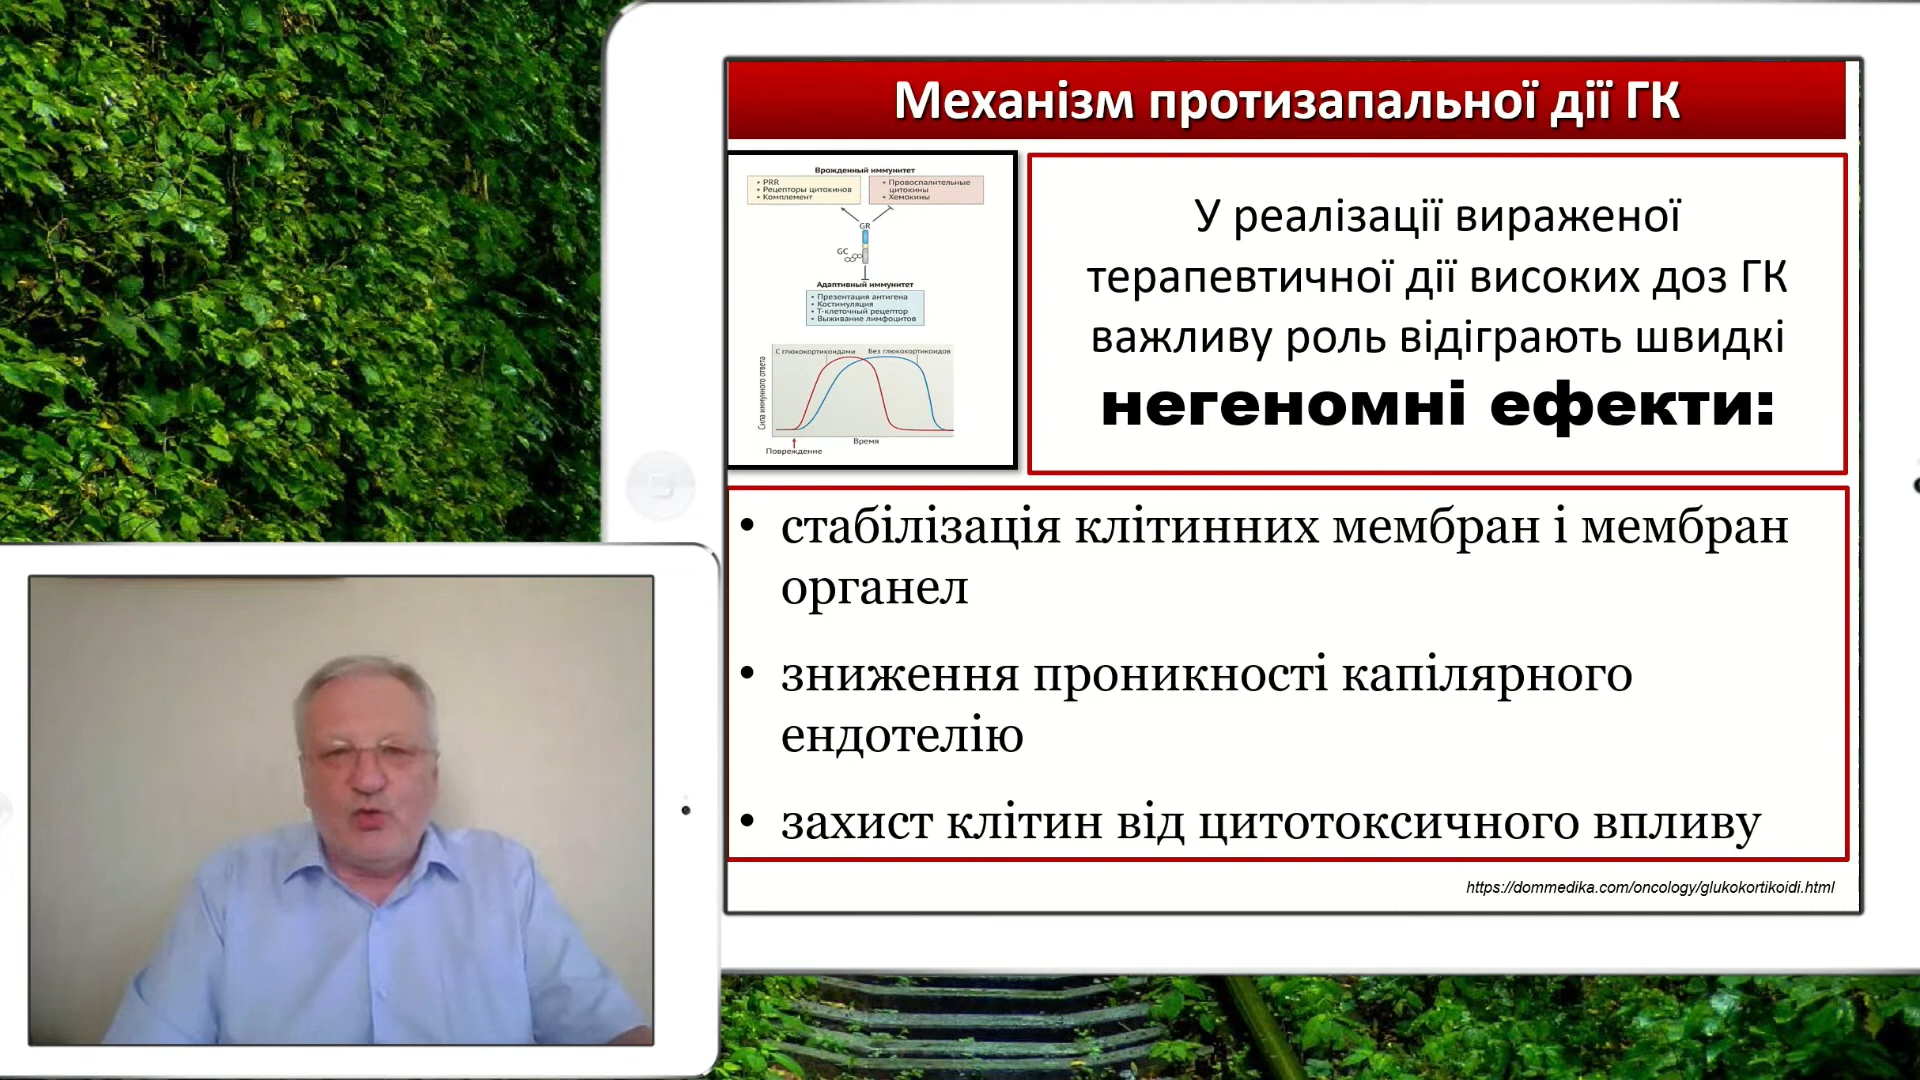 Механізм протизапальної дії ГК
Врожденный иммунитет
• PRR
• Рецепторы цитокинов
• Комплемент
• Провоспалительные
цитокины
• Хемокины
GR
GC
Адаптивный иммунитет
• Презентация антигена
• Костимуляция
• Т-клеточный рецептор
• Выживание лимфоцитов
С глюкокортикоидами
Без глюкокортикоидов
Сила иммунного ответа
Время
Повреждение
У реалізації вираженої
терапевтичної дії високих доз ГК
важливу роль відіграють швидкі
негеномні ефекти:
• стабілізація клітинних мембран і мембран
органел
• зниження проникності капілярного
ендотелію
• захист клітин від цитотоксичного впливу
https://dommedika.com/oncology/glukokortikoidi.html